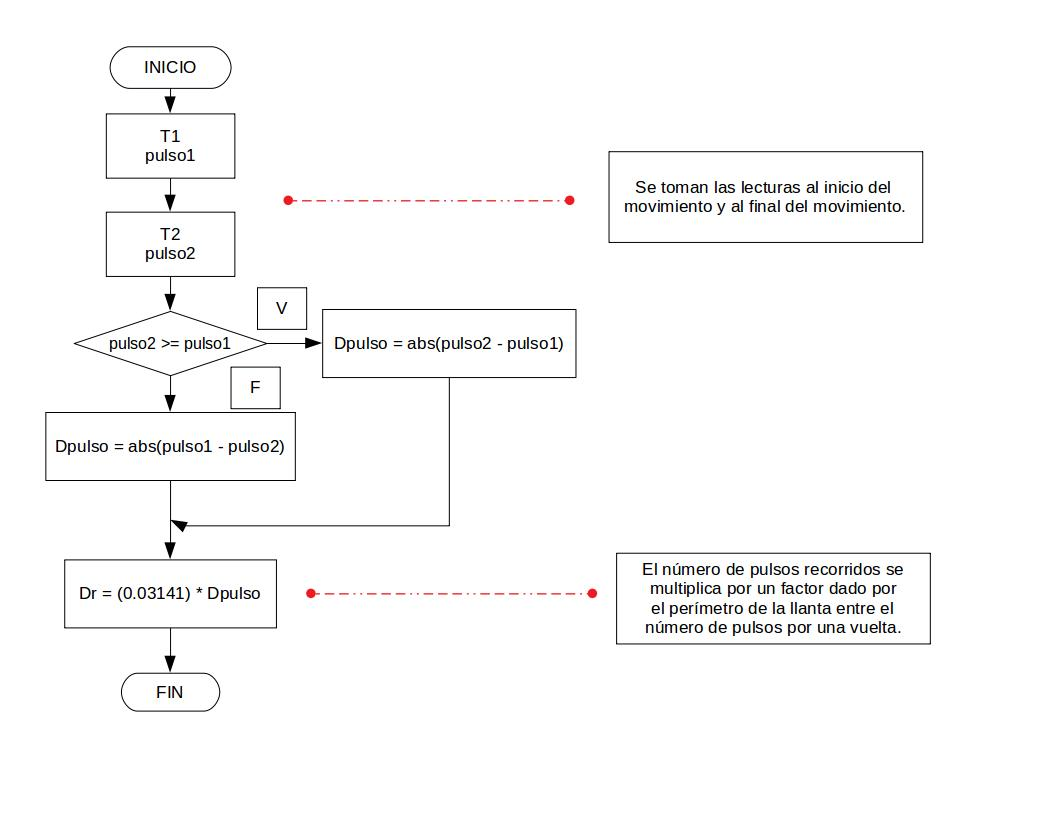 INICIO
T1
pulso1
Se toman las lecturas al inicio del
movimiento y al final del movimiento.
T2
pulso2
V
pulso2 >= pulso1
Dpulso = abs(pulso2 - pulso1)
F
Dpulso = abs(pulso1 - pulso2)
Dr = (0.03141) * Dpulso
El número de pulsos recorridos se
multiplica por un factor dado por
el perímetro de la llanta entre el
número de pulsos por una vuelta.
FIN